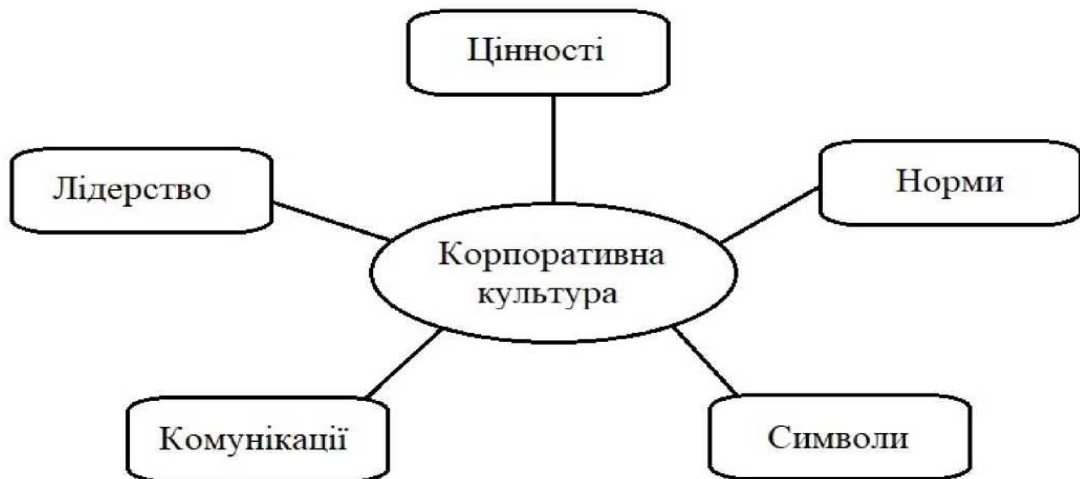 Цінності
Лідерство
Норми
Корпоративна
культура
Комунікації
Символи